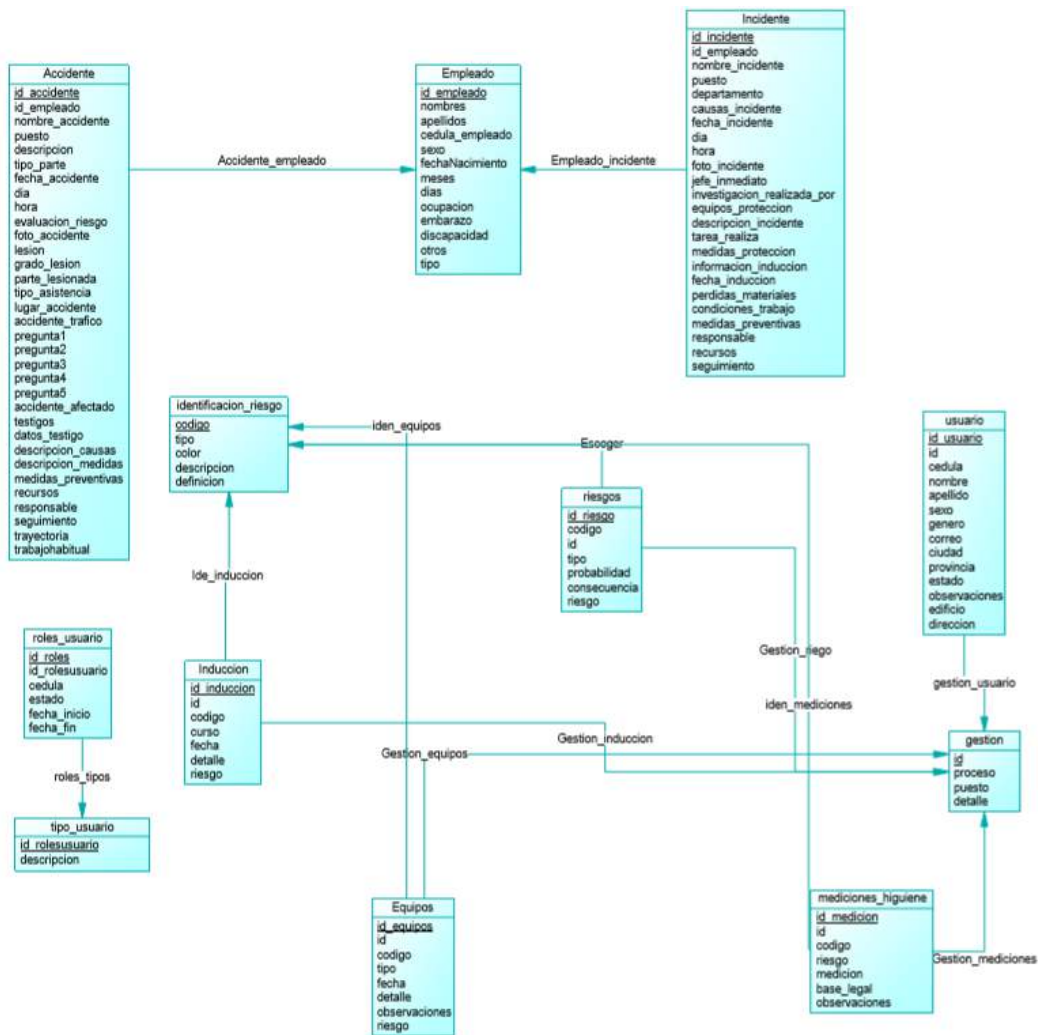 Accidente
id_accidente
id_empleado
nombre_accidente
puesto
descripcion
tipo_parte
fecha_accidente
dia
hora
evaluacion_riesgo
foto_accidente
lesion
grado_lesion
parte_lesionada
tipo_asistencia
lugar_accidente
accidente_trafico
pregunta1
pregunta2
pregunta3
pregunta4
pregunta5
accidente_afectado
testigos
datos_testigo
descripcion_causas
descripcion_medidas
medidas_preventivas
recursos
responsable
seguimiento
trayectoria
trabajohabitual
Accidente_empleado
Empleado
id_empleado
nombres
apellidos
cedula_empleado
sexo
fechaNacimiento
meses
dias
ocupacion
embarazo
discapacidad
otros
tipo
Empleado_incidente
Incidente
id_incidente
id_empleado
nombre_incidente
puesto
departamento
causas_incidente
fecha_incidente
dia
hora
foto_incidente
jefe_inmediato
investigacion_realizada_por
equipos_proteccion
descripcion_incidente
tarea_realiza
medidas_proteccion
informacion_induccion
fecha_induccion
perdidas_materiales
condiciones_trabajo
medidas_preventivas
responsable
recursos
seguimiento
identificacion_riesgo
codigo
tipo
color
descripcion
definicion
iden_equipos
Escoger
riesgos
id_riesgo
codigo
id
tipo
probabilidad
consecuencia
riesgo
usuario
id_usuario
id
cedula
nombre
apellido
sexo
genero
correo
ciudad
provincia
estado
observaciones
edificio
direccion
Ide_induccion
roles_usuario
id_roles
id_rolesusuario
cedula
estado
fecha_inicio
fecha_fin
roles_tipos
tipo_usuario
id_rolesusuario
descripcion
Induccion
id_induccion
id
codigo
curso
fecha
detalle
riesgo
Gestion_riego
iden_mediciones
Gestion_induccion
Gestion_equipos
gestion_usuario
gestion
id
proceso
puesto
detalle
Equipos
id_equipos
id
codigo
tipo
fecha
detalle
observaciones
riesgo
mediciones_higuiene
id_medicion
id
codigo
riesgo
medicion
base_legal
observaciones
Gestion_mediciones